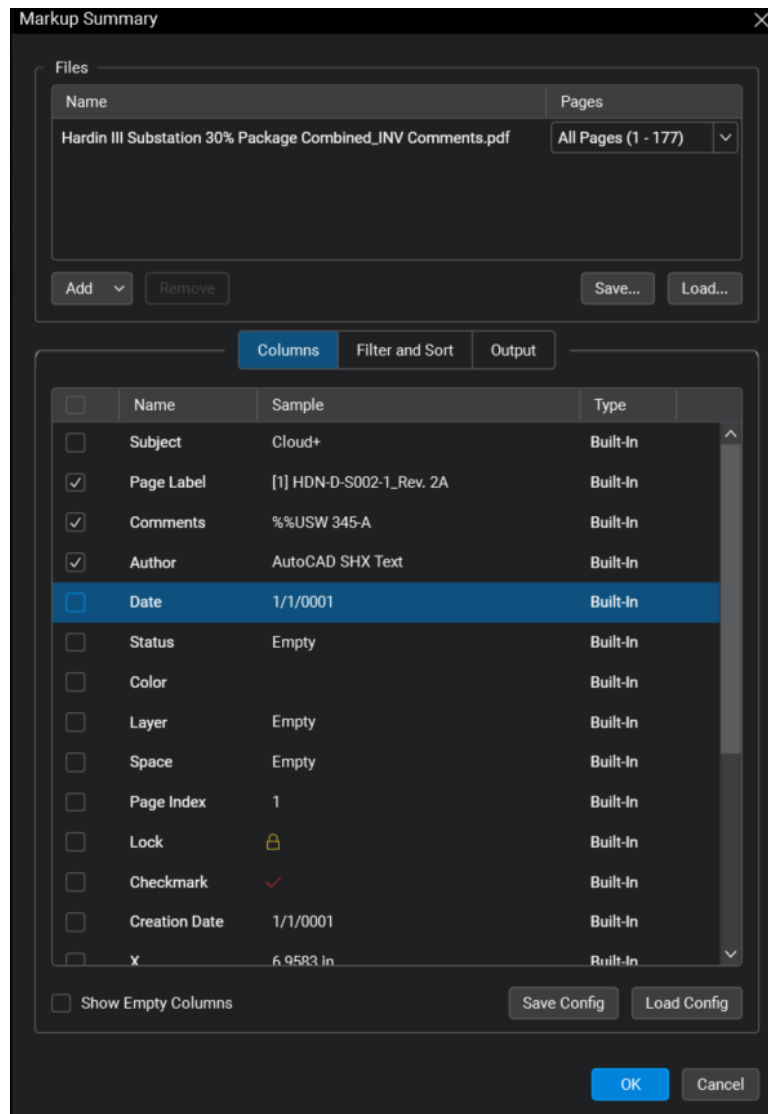 Markup Summary
Files
Name Pages
Hardin III Substation 30% Package Combined_INV Comments.pdf All Pages (1 - 177)
Add Remove Save... Load...
Columns Filter and Sort Output
Name Sample Type
Subject Cloud+ Built-In
Page Label [1] HDN-D-S002-1_Rev. 2A Built-In
Comments %%USW 345-A Built-In
Author AutoCAD SHX Text Built-In
Date 1/1/0001 Built-In
Status Empty Built-In
Color Built-In
Layer Empty Built-In
Space Empty Built-In
Page Index 1 Built-In
Lock Built-In
Checkmark Built-In
Creation Date 1/1/0001 Built-In
X 6.9583 in Built-In
Show Empty Columns Save Config Load Config
OK Cancel